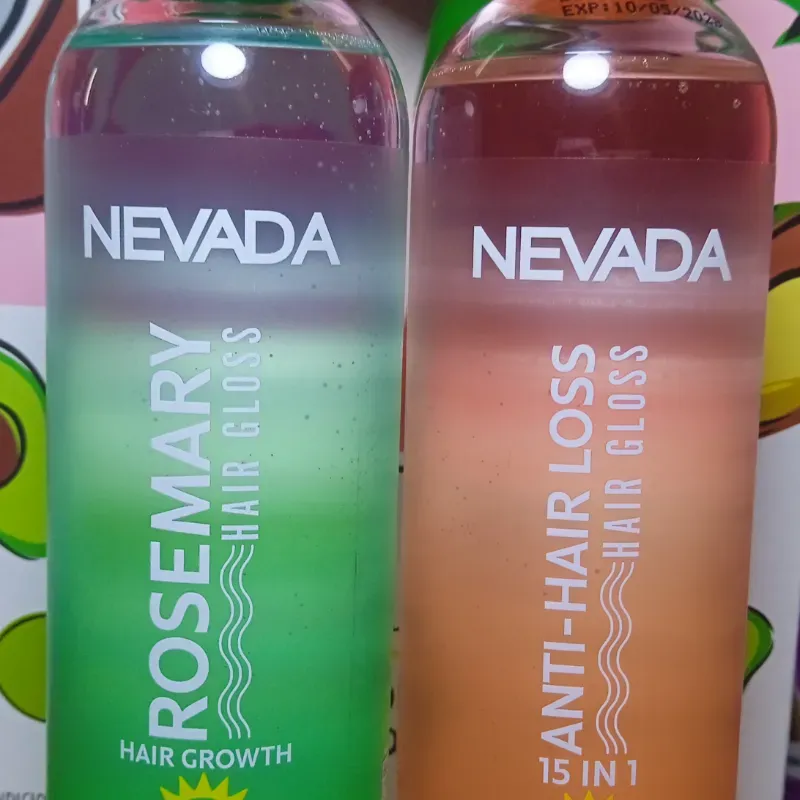 NEVADA
ROSEMARY
HAIR GLOSS
HAIR GROWTH
NEVADA
ANTI-HAIR LOSS
HAIR GLOSS
15 IN 1